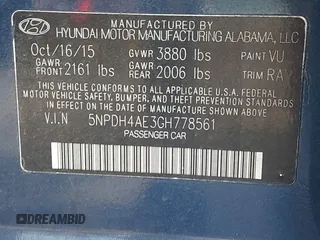 MANUFACTURED BY
HYUNDAI MOTOR MANUFACTURING ALABAMA, LLC
Oct/16/15 GVWR 3880 lbs PAINT VU
GAWR FRONT 2161 lbs GAWR REAR 2006 lbs TRIM RA
THIS VEHICLE CONFORMS TO ALL APPLICABLE U.S. FEDERAL
MOTOR VEHICLE SAFETY, BUMPER, AND THEFT PREVENTION
STANDARDS IN EFFECT ON THE DATE OF MANUFACTURE SHOWN ABOVE.
V.I.N 5NPDH4AE3GH778561
PASSENGER CAR
DREAMBID